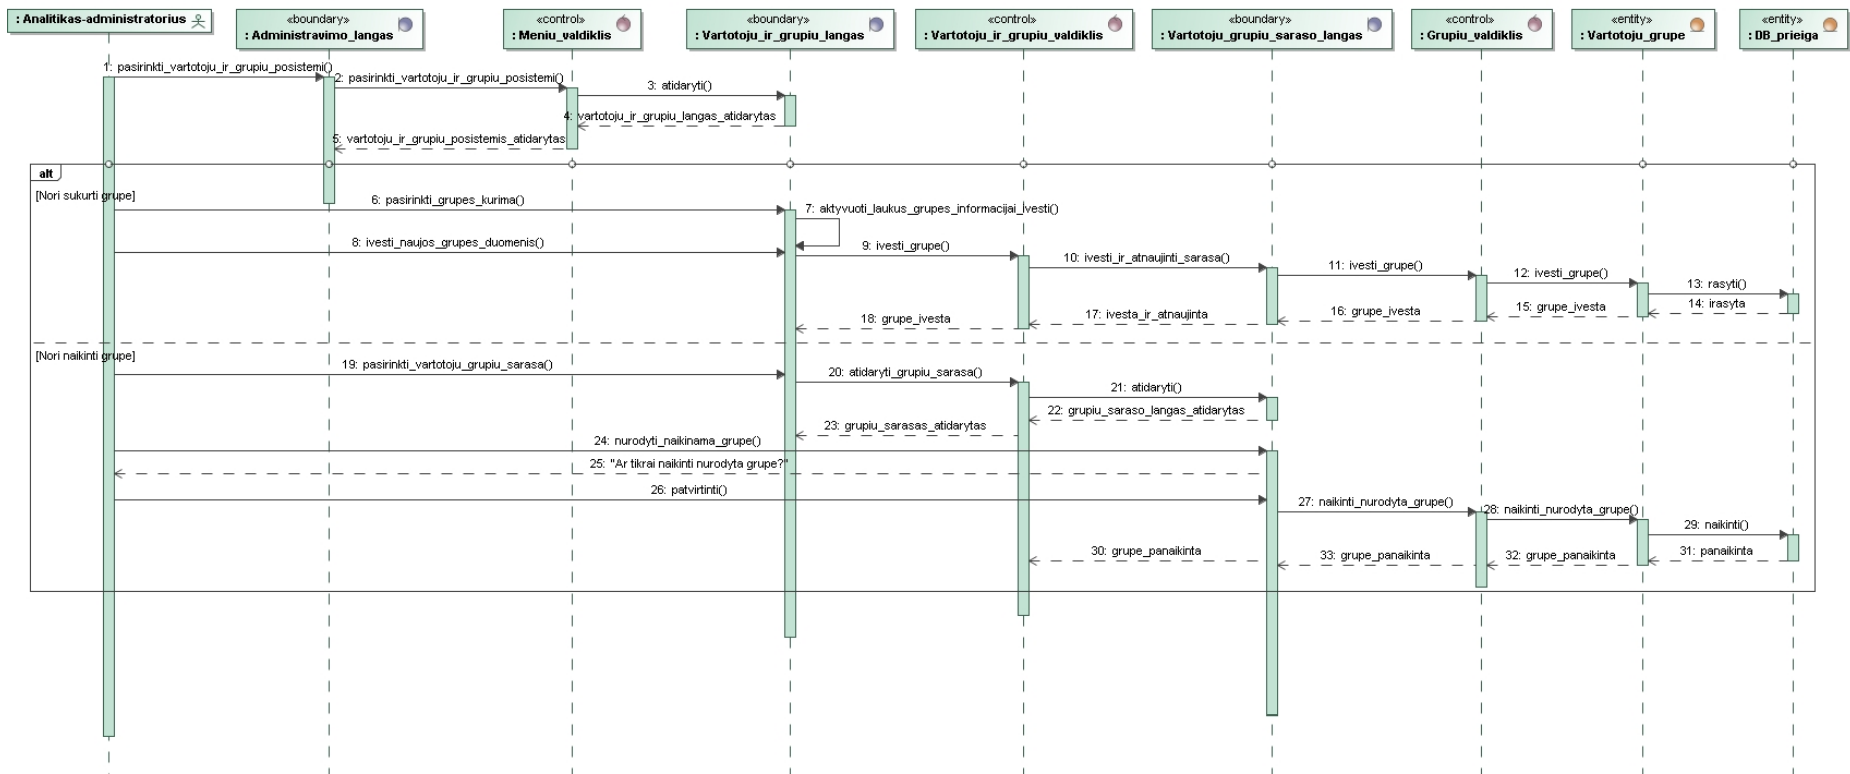 : Analitikas-administratorius
«boundary»
: Administravimo_langas
«control»
: Meniu_valdiklis
«boundary»
: Vartotoju_ir_grupiu_langas
«control»
: Vartotoju_ir_grupiu_valdiklis
«boundary»
: Vartotoju_grupiu_saraso_langas
«control»
: Grupiu_valdiklis
«entity»
: Vartotoju_grupe
«entity»
: DB_prieiga
1: pasirinkti_vartotoju_ir_grupiu_posistemi()
2: pasirinkti_vartotoju_ir_grupiu_posistemi()
3: atidaryti()
4: vartotoju_ir_grupiu_langas_atidarytas
5: vartotoju_ir_grupiu_posistemis_atidarytas
alt
[Nori sukurti grupe]
6: pasirinkti_grupes_kurima()
7: aktyvuoti_laukus_grupes_informacijai_ivesti()
8: ivesti_naujos_grupes_duomenis()
9: ivesti_grupe()
10: ivesti_ir_atnaujinti_sarasa()
11: ivesti_grupe()
12: ivesti_grupe()
13: rasyti()
14: irasyta
15: grupe_ivesta
16: grupe_ivesta
17: ivesta_ir_atnaujinta
18: grupe_ivesta
[Nori naikinti grupe]
19: pasirinkti_vartotoju_grupiu_sarasa()
20: atidaryti_grupiu_sarasa()
21: atidaryti()
22: grupiu_saraso_langas_atidarytas
23: grupiu_sarasas_atidarytas
24: nurodyti_naikinama_grupe()
25: "Ar tikrai naikinti nurodyta grupe?"
26: patvirtinti()
27: naikinti_nurodyta_grupe()
28: naikinti_nurodyta_grupe()
29: naikinti()
30: grupe_panaikinta
33: grupe_panaikinta
32: grupe_panaikinta
31: panaikinta